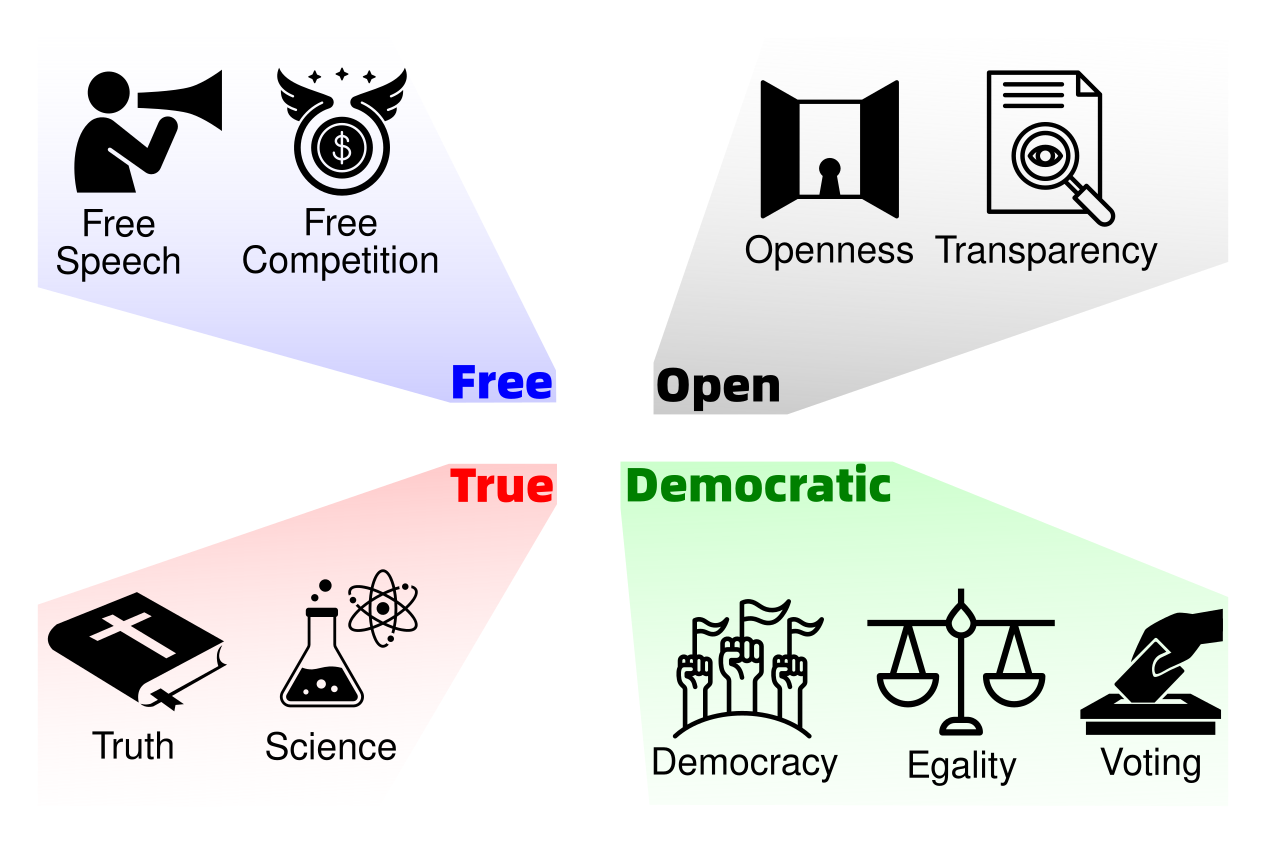 Free
Speech
Free
Competition
Openness
Transparency
Free
Open
True
Democratic
Truth
Science
Democracy
Egality
Voting